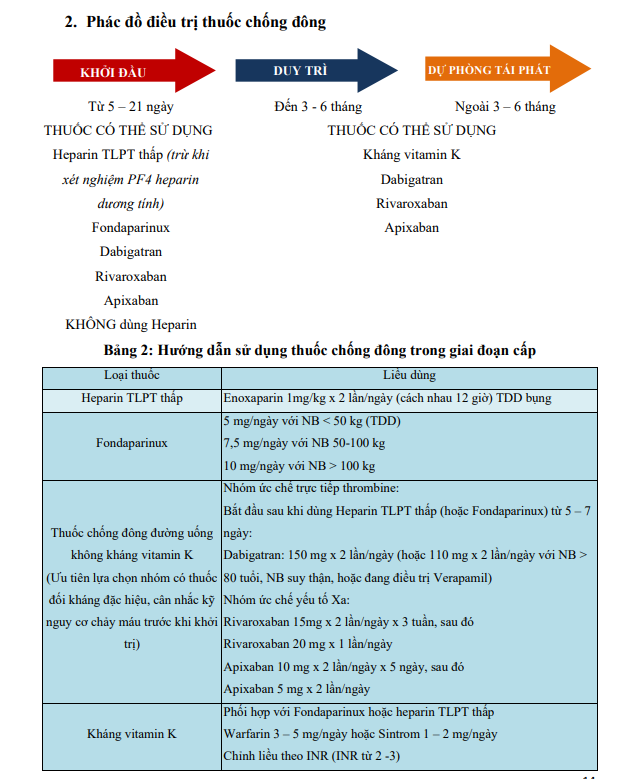 2. Phác đồ điều trị thuốc chống đông
KHỞI ĐẦU
DUY TRÌ
DỰ PHÒNG TÁI PHÁT
Từ 5 – 21 ngày
Đến 3 - 6 tháng
Ngoài 3 – 6 tháng
THUỐC CÓ THỂ SỬ DỤNG
Heparin TLPT thấp (trừ khi
xét nghiệm PF4 heparin
dương tính)
Fondaparinux
Dabigatran
Rivaroxaban
Apixaban
KHÔNG dùng Heparin
THUỐC CÓ THỂ SỬ DỤNG
Kháng vitamin K
Dabigatran
Rivaroxaban
Apixaban
Bảng 2: Hướng dẫn sử dụng thuốc chống đông trong giai đoạn cấp
Loại thuốc
Liều dùng
Heparin TLPT thấp
Enoxaparin 1mg/kg x 2 lần/ngày (cách nhau 12 giờ) TDD bụng
Fondaparinux
5 mg/ngày với NB < 50 kg (TDD)
7,5 mg/ngày với NB 50-100 kg
10 mg/ngày với NB > 100 kg
Thuốc chống đông đường uống
không kháng vitamin K
(Ưu tiên lựa chọn nhóm có thuốc
đối kháng đặc hiệu, cân nhắc kỹ
nguy cơ chảy máu trước khi khởi
trị)
Nhóm ức chế trực tiếp thrombine:
Bắt đầu sau khi dùng Heparin TLPT thấp (hoặc Fondaparinux) từ 5 – 7
ngày:
Dabigatran: 150 mg x 2 lần/ngày (hoặc 110 mg x 2 lần/ngày với NB >
80 tuổi, NB suy thận, hoặc đang điều trị Verapamil)
Nhóm ức chế yếu tố Xa:
Rivaroxaban 15mg x 2 lần/ngày x 3 tuần, sau đó
Rivaroxaban 20 mg x 1 lần/ngày
Apixaban 10 mg x 2 lần/ngày x 5 ngày, sau đó
Apixaban 5 mg x 2 lần/ngày
Kháng vitamin K
Phối hợp với Fondaparinux hoặc heparin TLPT thấp
Warfarin 3 – 5 mg/ngày hoặc Sintrom 1 – 2 mg/ngày
Chỉnh liều theo INR (INR từ 2 -3)